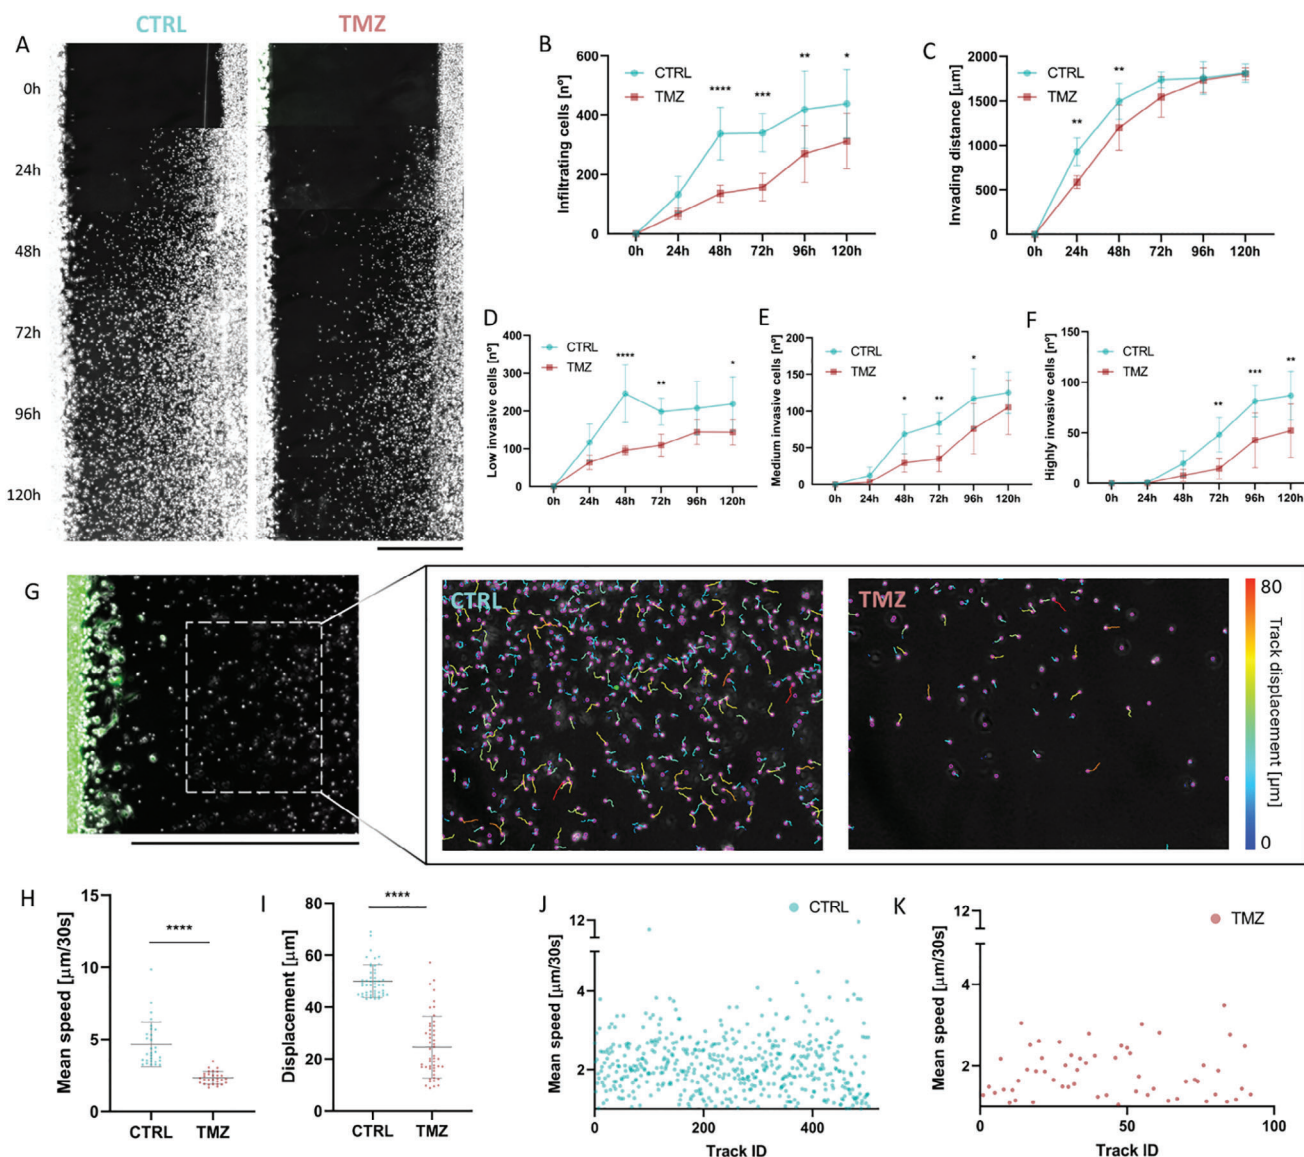 CTRL
TMZ
A
0h
24h
48h
72h
96h
120h
B
Infiltrating cells [nº]
600
400
200
0
CTRL
TMZ
****
***
**
*
0h 24h 48h 72h 96h 120h
C
Invading distance [μm]
2000
1500
1000
500
0
CTRL
TMZ
**
**
0h 24h 48h 72h 96h 120h
D
Low invasive cells [nº]
400
300
200
100
0
CTRL
TMZ
****
**
*
0h 24h 48h 72h 96h 120h
E
Medium invasive cells [nº]
200
150
100
50
0
CTRL
TMZ
*
**
*
0h 24h 48h 72h 96h 120h
F
Highly invasive cells [nº]
150
100
50
0
CTRL
TMZ
**
***
**
0h 24h 48h 72h 96h 120h
G
CTRL
TMZ
80
Track displacement [μm]
0
H
Mean speed [μm/30s]
15
10
5
0
****
CTRL TMZ
I
Displacement [μm]
80
60
40
20
0
****
CTRL TMZ
J
Mean speed [μm/30s]
12
4
2
CTRL
0 200 400
Track ID
K
Mean speed [μm/30s]
12
4
2
TMZ
0 50 100
Track ID